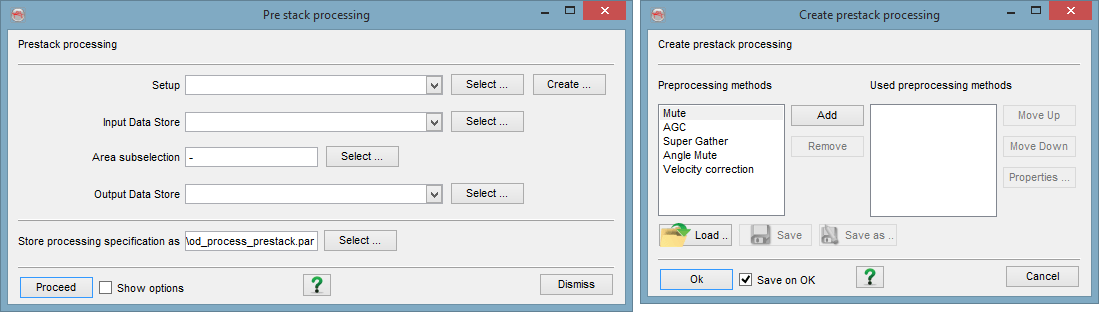 Pre stack processing
Prestack processing
Setup Select ... Create ...
Input Data Store Select ...
Area subselection - Select ...
Output Data Store Select ...
Store processing specification as \od_process_prestack.par Select ...
Proceed Show options ? Dismiss
Create prestack processing
Create prestack processing
Preprocessing methods Used preprocessing methods
Mute
AGC
Super Gather
Angle Mute
Velocity correction
Add
Remove
Move Up
Move Down
Properties ...
Load .. Save Save as ..
Ok Save on OK ? Cancel